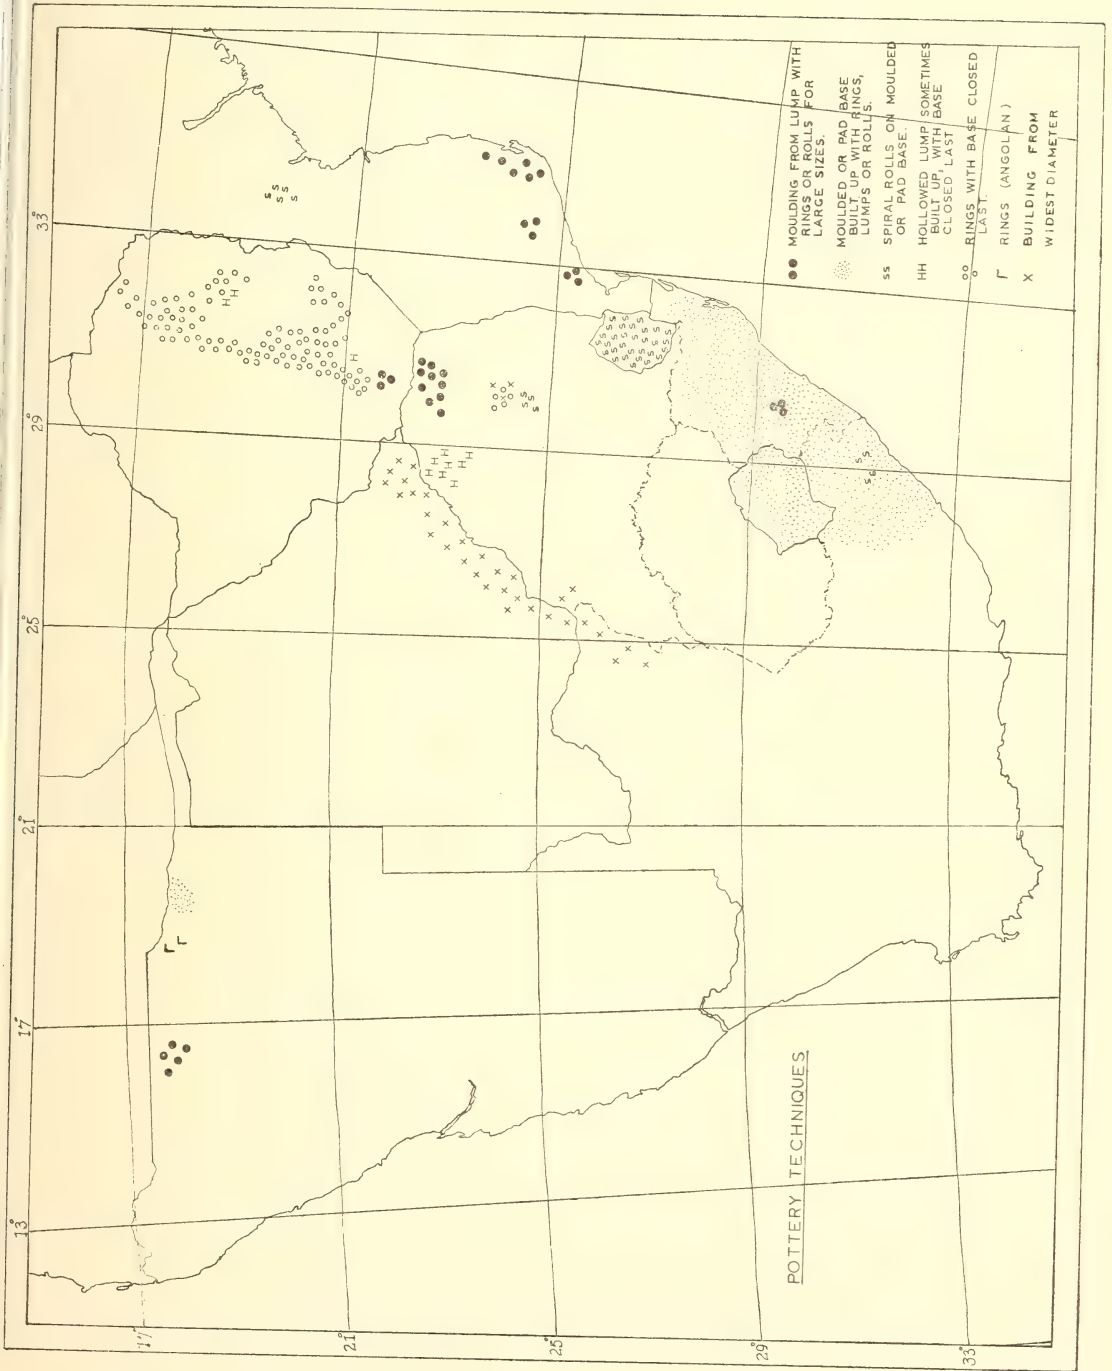 33°
29°
25°
21°
17°
13°
17°
21°
25°
29°
33°
POTTERY TECHNIQUES
MOULDING FROM LUMP WITH
RINGS OR ROLLS FOR
LARGE SIZES.
MOULDED OR PAD BASE
BUILT UP WITH RINGS,
LUMPS OR ROLLS.
SS SPIRAL ROLLS ON MOULDED
OR PAD BASE.
HH HOLLOWED LUMP SOMETIMES
BUILT UP, WITH BASE
CLOSED LAST
RINGS WITH BASE CLOSED
LAST.
Γ RINGS (ANGOLAN)
X BUILDING FROM
WIDEST DIAMETER